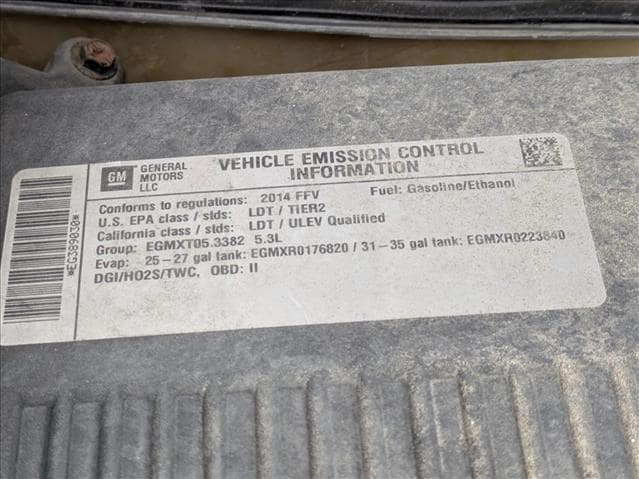 GM
GENERAL
MOTORS
LLC
VEHICLE EMISSION CONTROL
INFORMATION
Conforms to regulations: 2014 FFV Fuel: Gasoline/Ethanol
U.S. EPA class / stds: LDT / TIER2
California class / stds: LDT / ULEV Qualified
Group: EGMXT05.3382 5.3L
Evap: 25-27 gal tank: EGMXR0176820 / 31-35 gal tank: EGMXR0223840
DGI/HO2S/TWC, OBD: II
*EG389030*